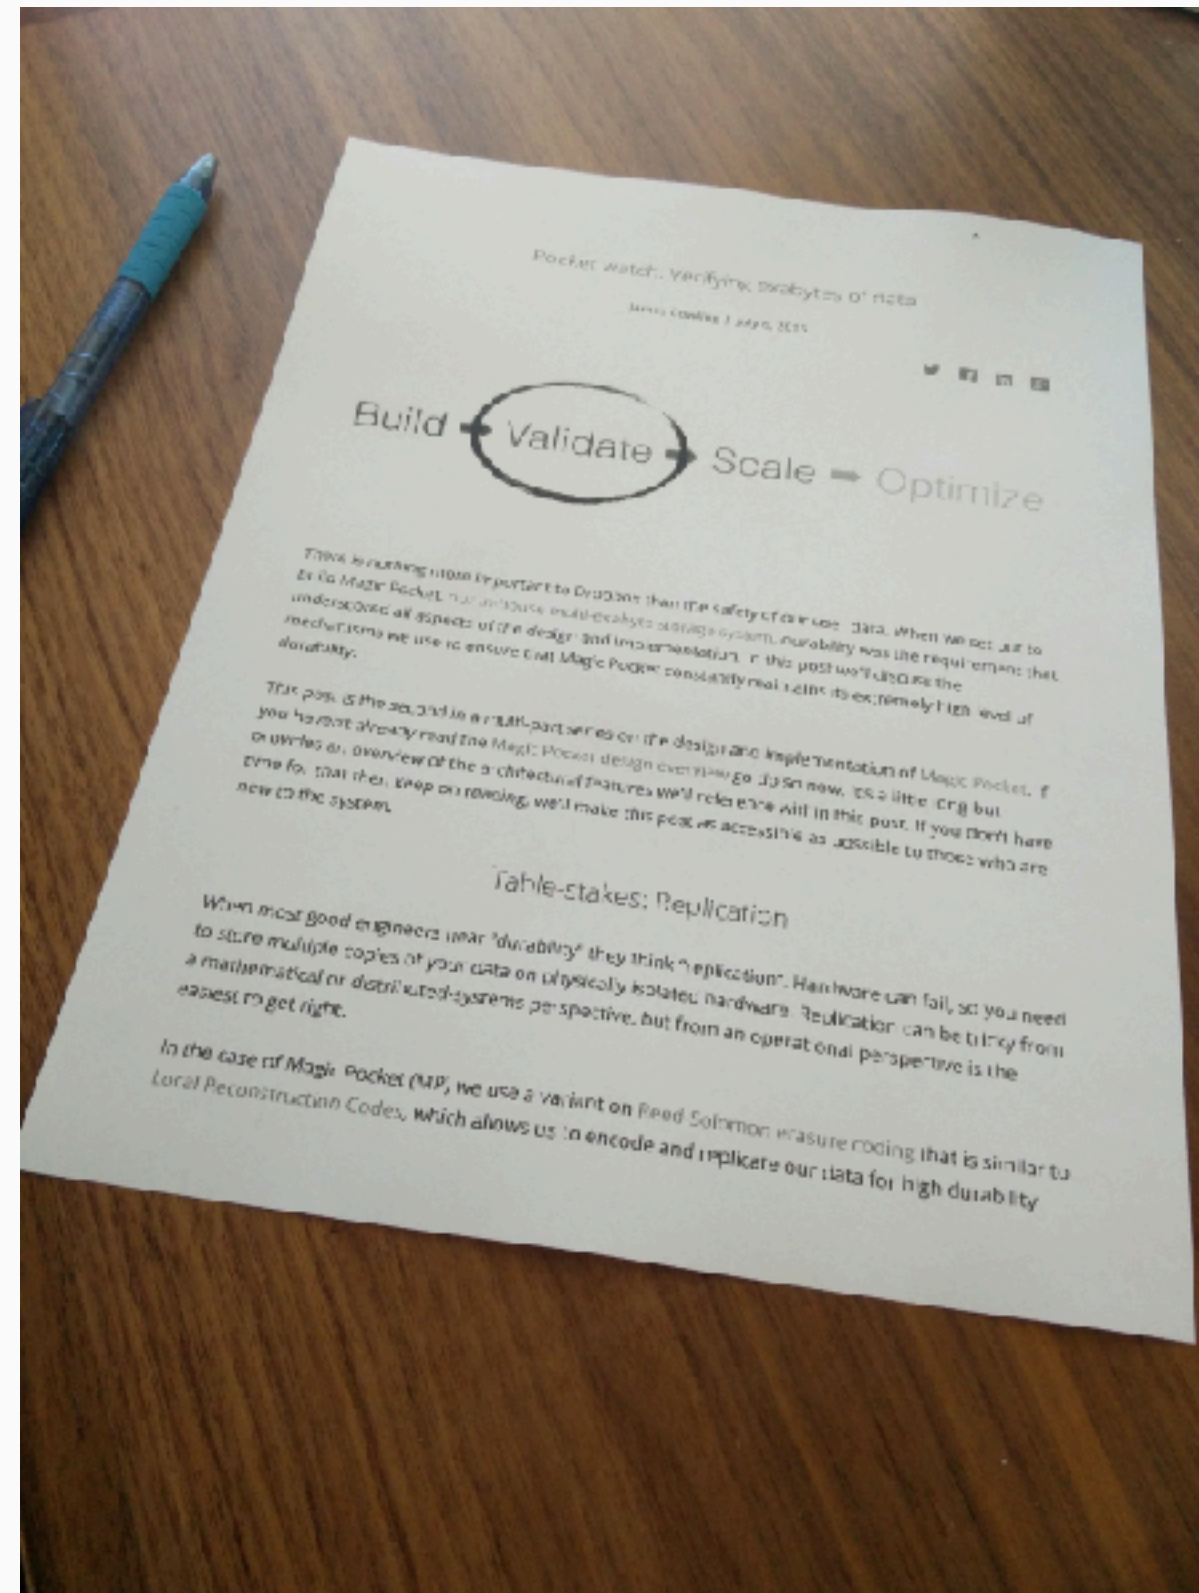 Pocket watch: Verifying exabytes of data
James Cowling | July 6, 2016
Build Validate Scale Optimize
There is nothing more important to Dropbox than the safety of our user data. When we set out to
build Magic Pocket, our in-house multi-exabyte storage system, durability was the requirement that
underscored all aspects of the design and implementation. In this post we'll discuss the
mechanisms we use to ensure that Magic Pocket constantly maintains its extremely high level of
durability.
This post is the second in a multi-part series on the design and implementation of Magic Pocket. If
you haven't already read the Magic Pocket design overview go do so now. It's a little long but
provides an overview of the architectural features we'll reference within this post. If you don't have
time for that then keep on reading, we'll make this post as accessible as possible to those who are
new to the system.
Table-stakes: Replication
When most good engineers hear "durability" they think "replication". Hardware can fail, so you need
to store multiple copies of your data on physically isolated hardware. Replication can be tricky from
a mathematical or distributed-systems perspective, but from an operational perspective is the
easiest to get right.
In the case of Magic Pocket (MP) we use a variant on Reed Solomon erasure coding that is similar to
Local Reconstruction Codes, which allows us to encode and replicate our data for high durability